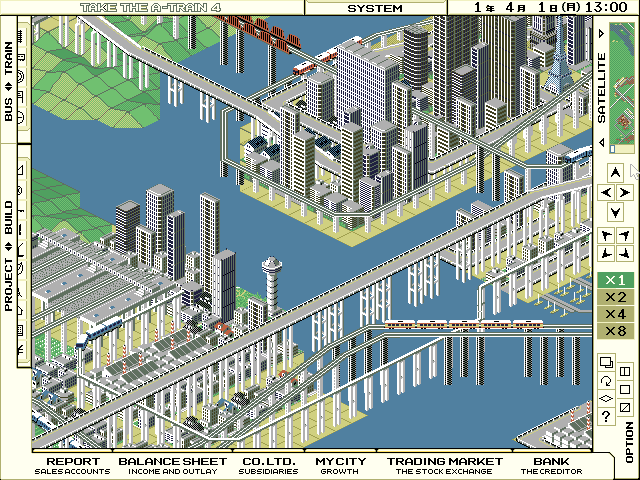 TAKE THE A-TRAIN 4
SYSTEM
1年 4月 1日(月) 13:00
BUS ◆ TRAIN
PROJECT ◆ BUILD
SATELLITE
×1
×2
×4
×8
?
OPTION
REPORT
SALES ACCOUNTS
BALANCE SHEET
INCOME AND OUTLAY
CO.LTD.
SUBSIDIARIES
MYCITY
GROWTH
TRADING MARKET
THE STOCK EXCHANGE
BANK
THE CREDITOR